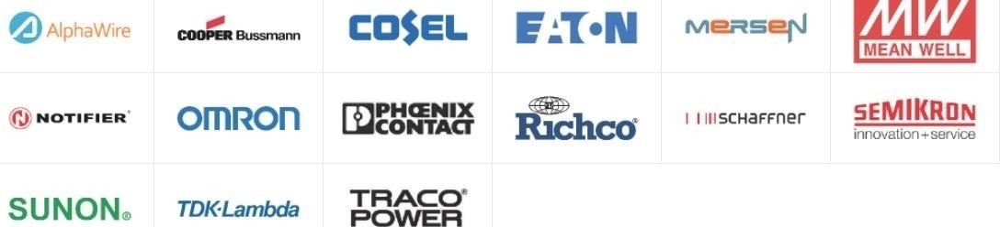 AlphaWire
COOPER Bussmann
COSEL
EATON
MERSEN
MW
MEAN WELL
NOTIFIER®
OMRON
PHŒNIX
CONTACT
Richco®
SCHAFFNER
SEMIKRON
innovation+service
SUNON®
TDK·Lambda
TRACO®
POWER